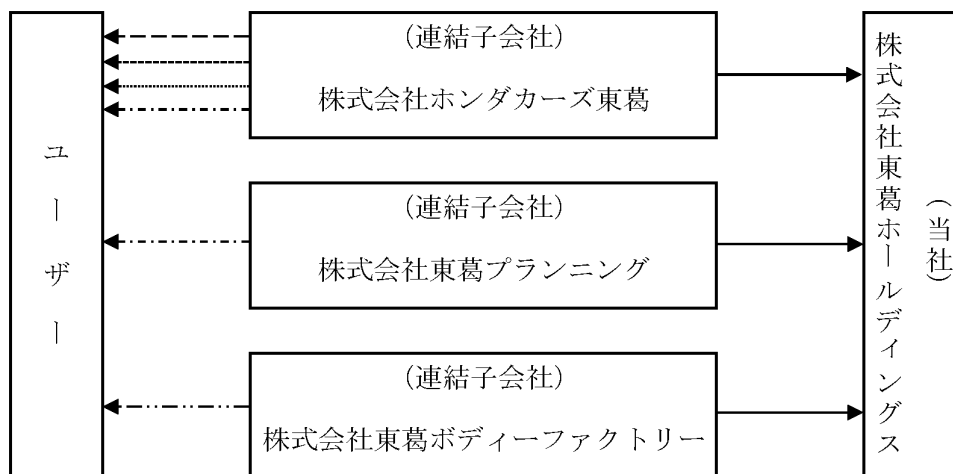 ユーザー
(連結子会社)
株式会社ホンダカーズ東葛
(連結子会社)
株式会社東葛プランニング
(連結子会社)
株式会社東葛ボディーファクトリー
(当社)
株式会社東葛ホールディングス